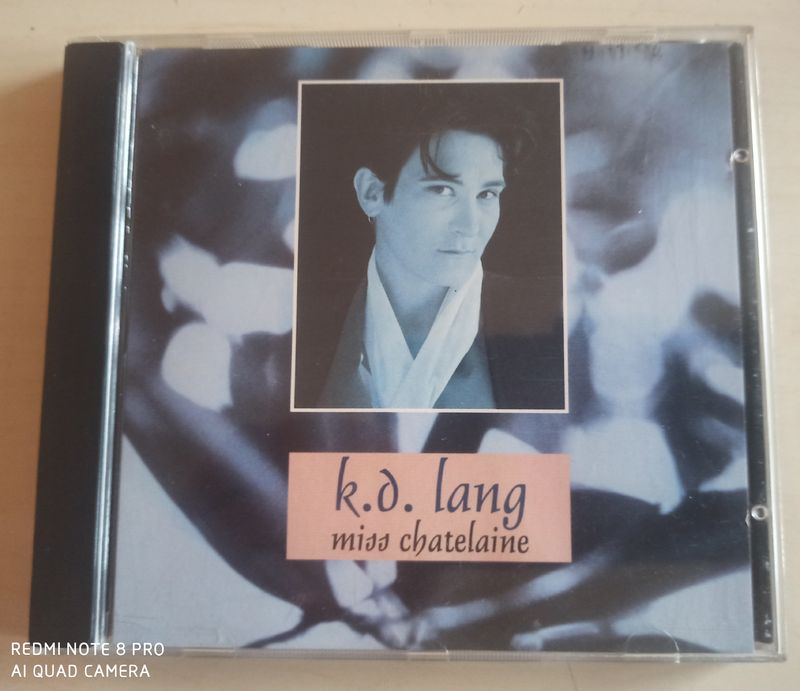 k.d. lang
miss chatelaine
REDMI NOTE 8 PRO
AI QUAD CAMERA